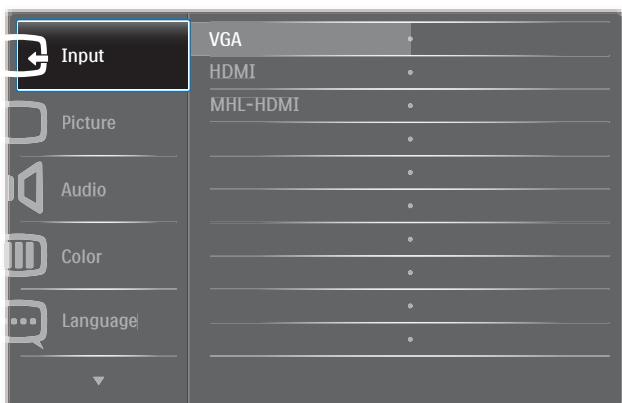 Input
Picture
Audio
Color
Language
VGA
HDMI
MHL-HDMI